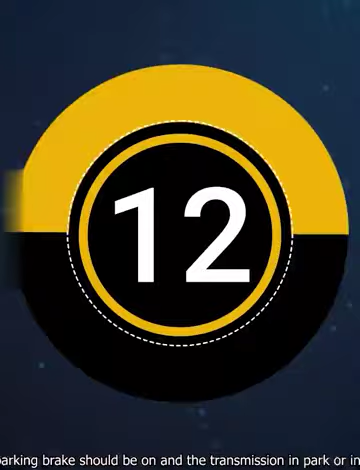 12
parking brake should be on and the transmission in park or in